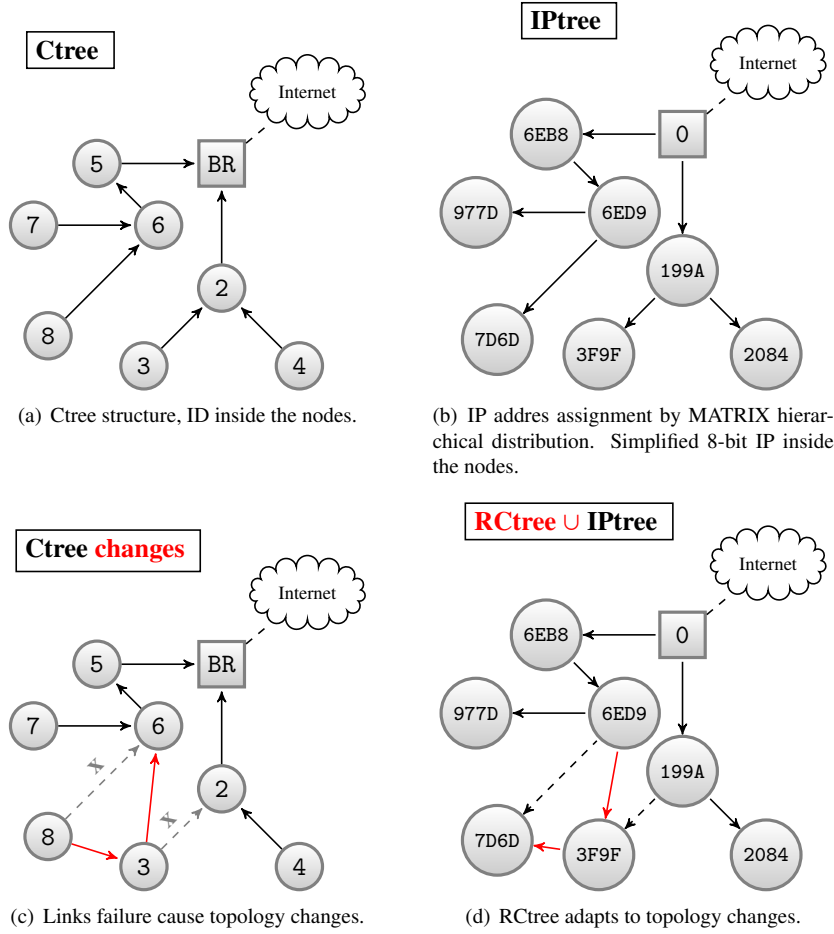 Ctree
Internet
5
BR
7
6
2
8
3
4
(a) Ctree structure, ID inside the nodes.
IPtree
Internet
6EB8
0
977D
6ED9
199A
7D6D
3F9F
2084
(b) IP addres assignment by MATRIX hierar-
chical distribution. Simplified 8-bit IP inside
the nodes.
Ctree changes
Internet
5
BR
7
6
x
2
x
8
3
4
(c) Links failure cause topology changes.
RCtree ∪ IPtree
Internet
6EB8
0
977D
6ED9
199A
7D6D
3F9F
2084
(d) RCtree adapts to topology changes.